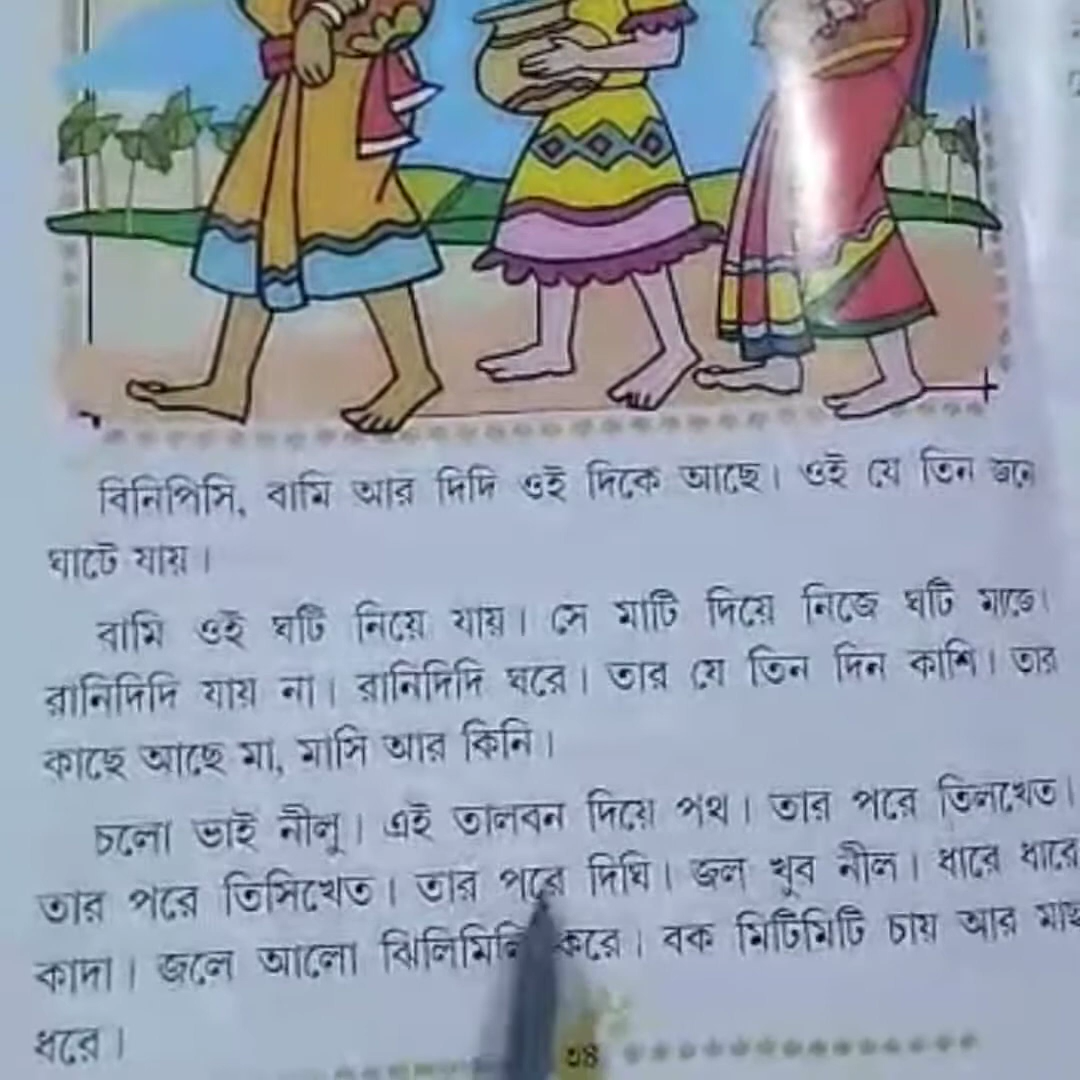 বিনিপিসি, বামি আর দিদি ওই দিকে আছে। ওই যে তিন জনে
ঘাটে যায়।
বামি ওই ঘটি নিয়ে যায়। সে মাটি দিয়ে নিজে ঘটি মাজে।
রানিদিদি যায় না। রানিদিদি ঘরে। তার যে তিন দিন কাশি। তার
কাছে আছে মা, মাসি আর কিনি।
চলো ভাই নীলু। এই তালবন দিয়ে পথ। তার পরে তিলখেত।
তার পরে তিসিখেত। তার পরে দিঘি। জল খুব নীল। ধারে ধারে
কাদা। জলে আলো ঝিলিমিলি করে। বক মিটিমিটি চায় আর মাছ
ধরে।
৩৪